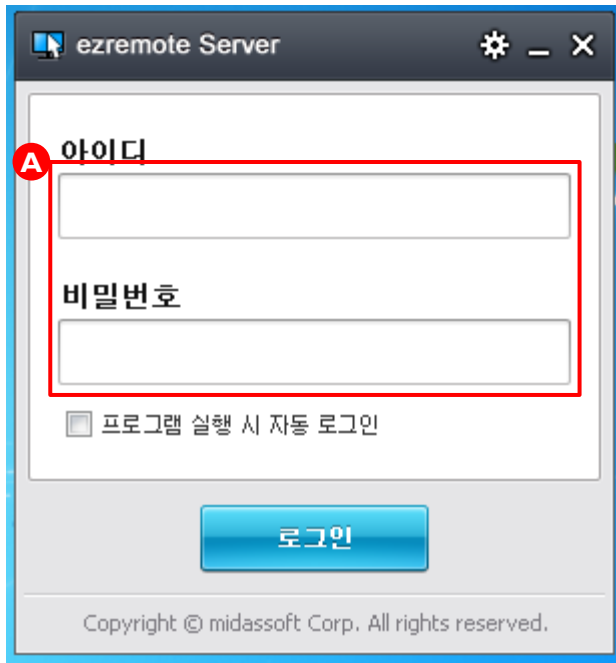 ezremote Server
아이디
A
비밀번호
프로그램 실행 시 자동 로그인
로그인
Copyright © midassoft Corp. All rights reserved.